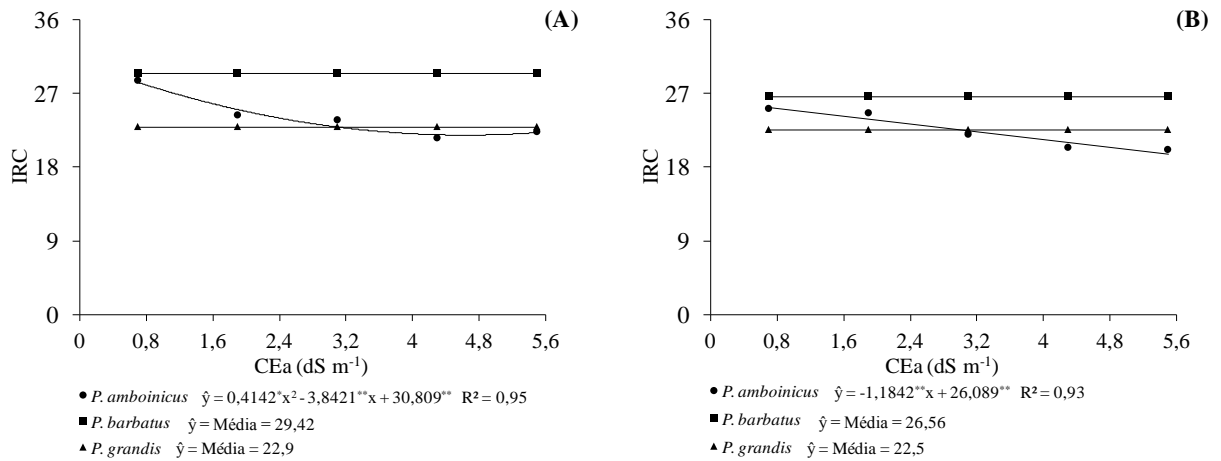 (A)
36
27
18
9
0
IRC
0 0,8 1,6 2,4 3,2 4 4,8 5,6
CEa (dS m⁻¹)
P. amboinicus ŷ = 0,4142*x² - 3,8421**x + 30,809** R² = 0,95
P. barbatus ŷ = Média = 29,42
P. grandis ŷ = Média = 22,9
(B)
36
27
18
9
0
IRC
0 0,8 1,6 2,4 3,2 4 4,8 5,6
CEa (dS m⁻¹)
P. amboinicus ŷ = -1,1842**x + 26,089** R² = 0,93
P. barbatus ŷ = Média = 26,56
P. grandis ŷ = Média = 22,5